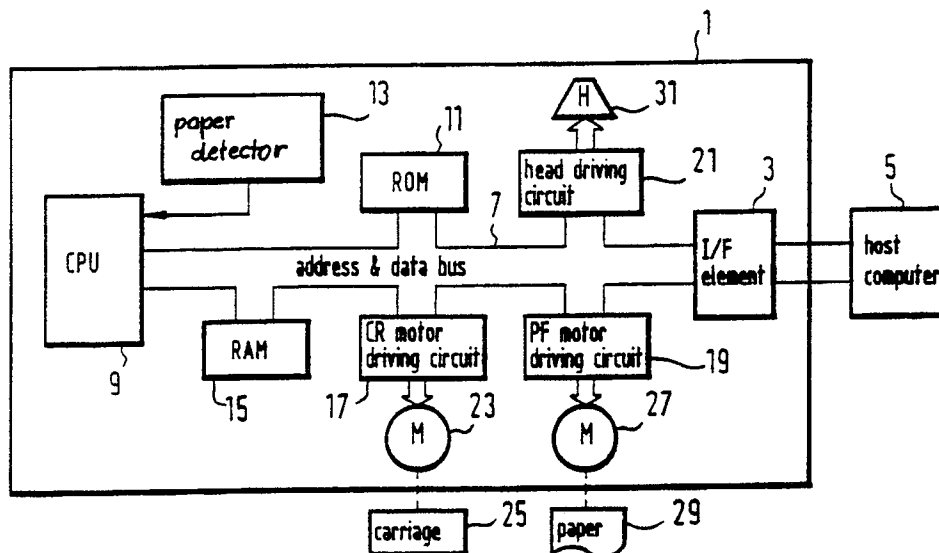 1
13
paper
detector
11
ROM
H
31
head driving
circuit
21
3
5
7
CPU
address & data bus
I/F
element
host
computer
9
RAM
15
CR motor
driving circuit
17
PF motor
driving circuit
19
23
M
27
M
carriage
25
paper
29